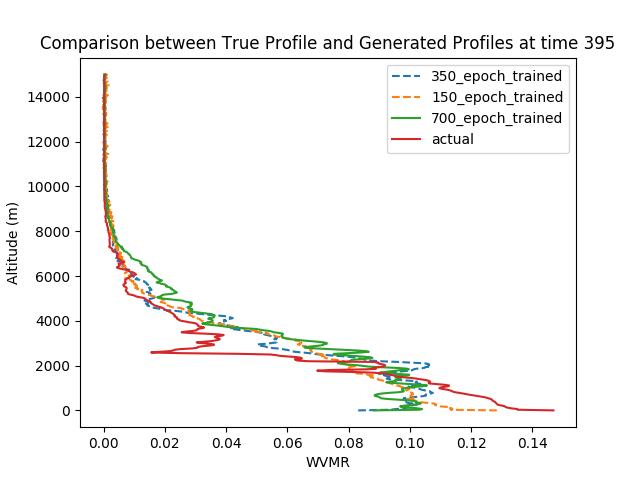 Comparison between True Profile and Generated Profiles at time 395
350_epoch_trained
150_epoch_trained
700_epoch_trained
actual
14000
12000
10000
8000
6000
4000
2000
0
Altitude (m)
0.00 0.02 0.04 0.06 0.08 0.10 0.12 0.14
WVMR